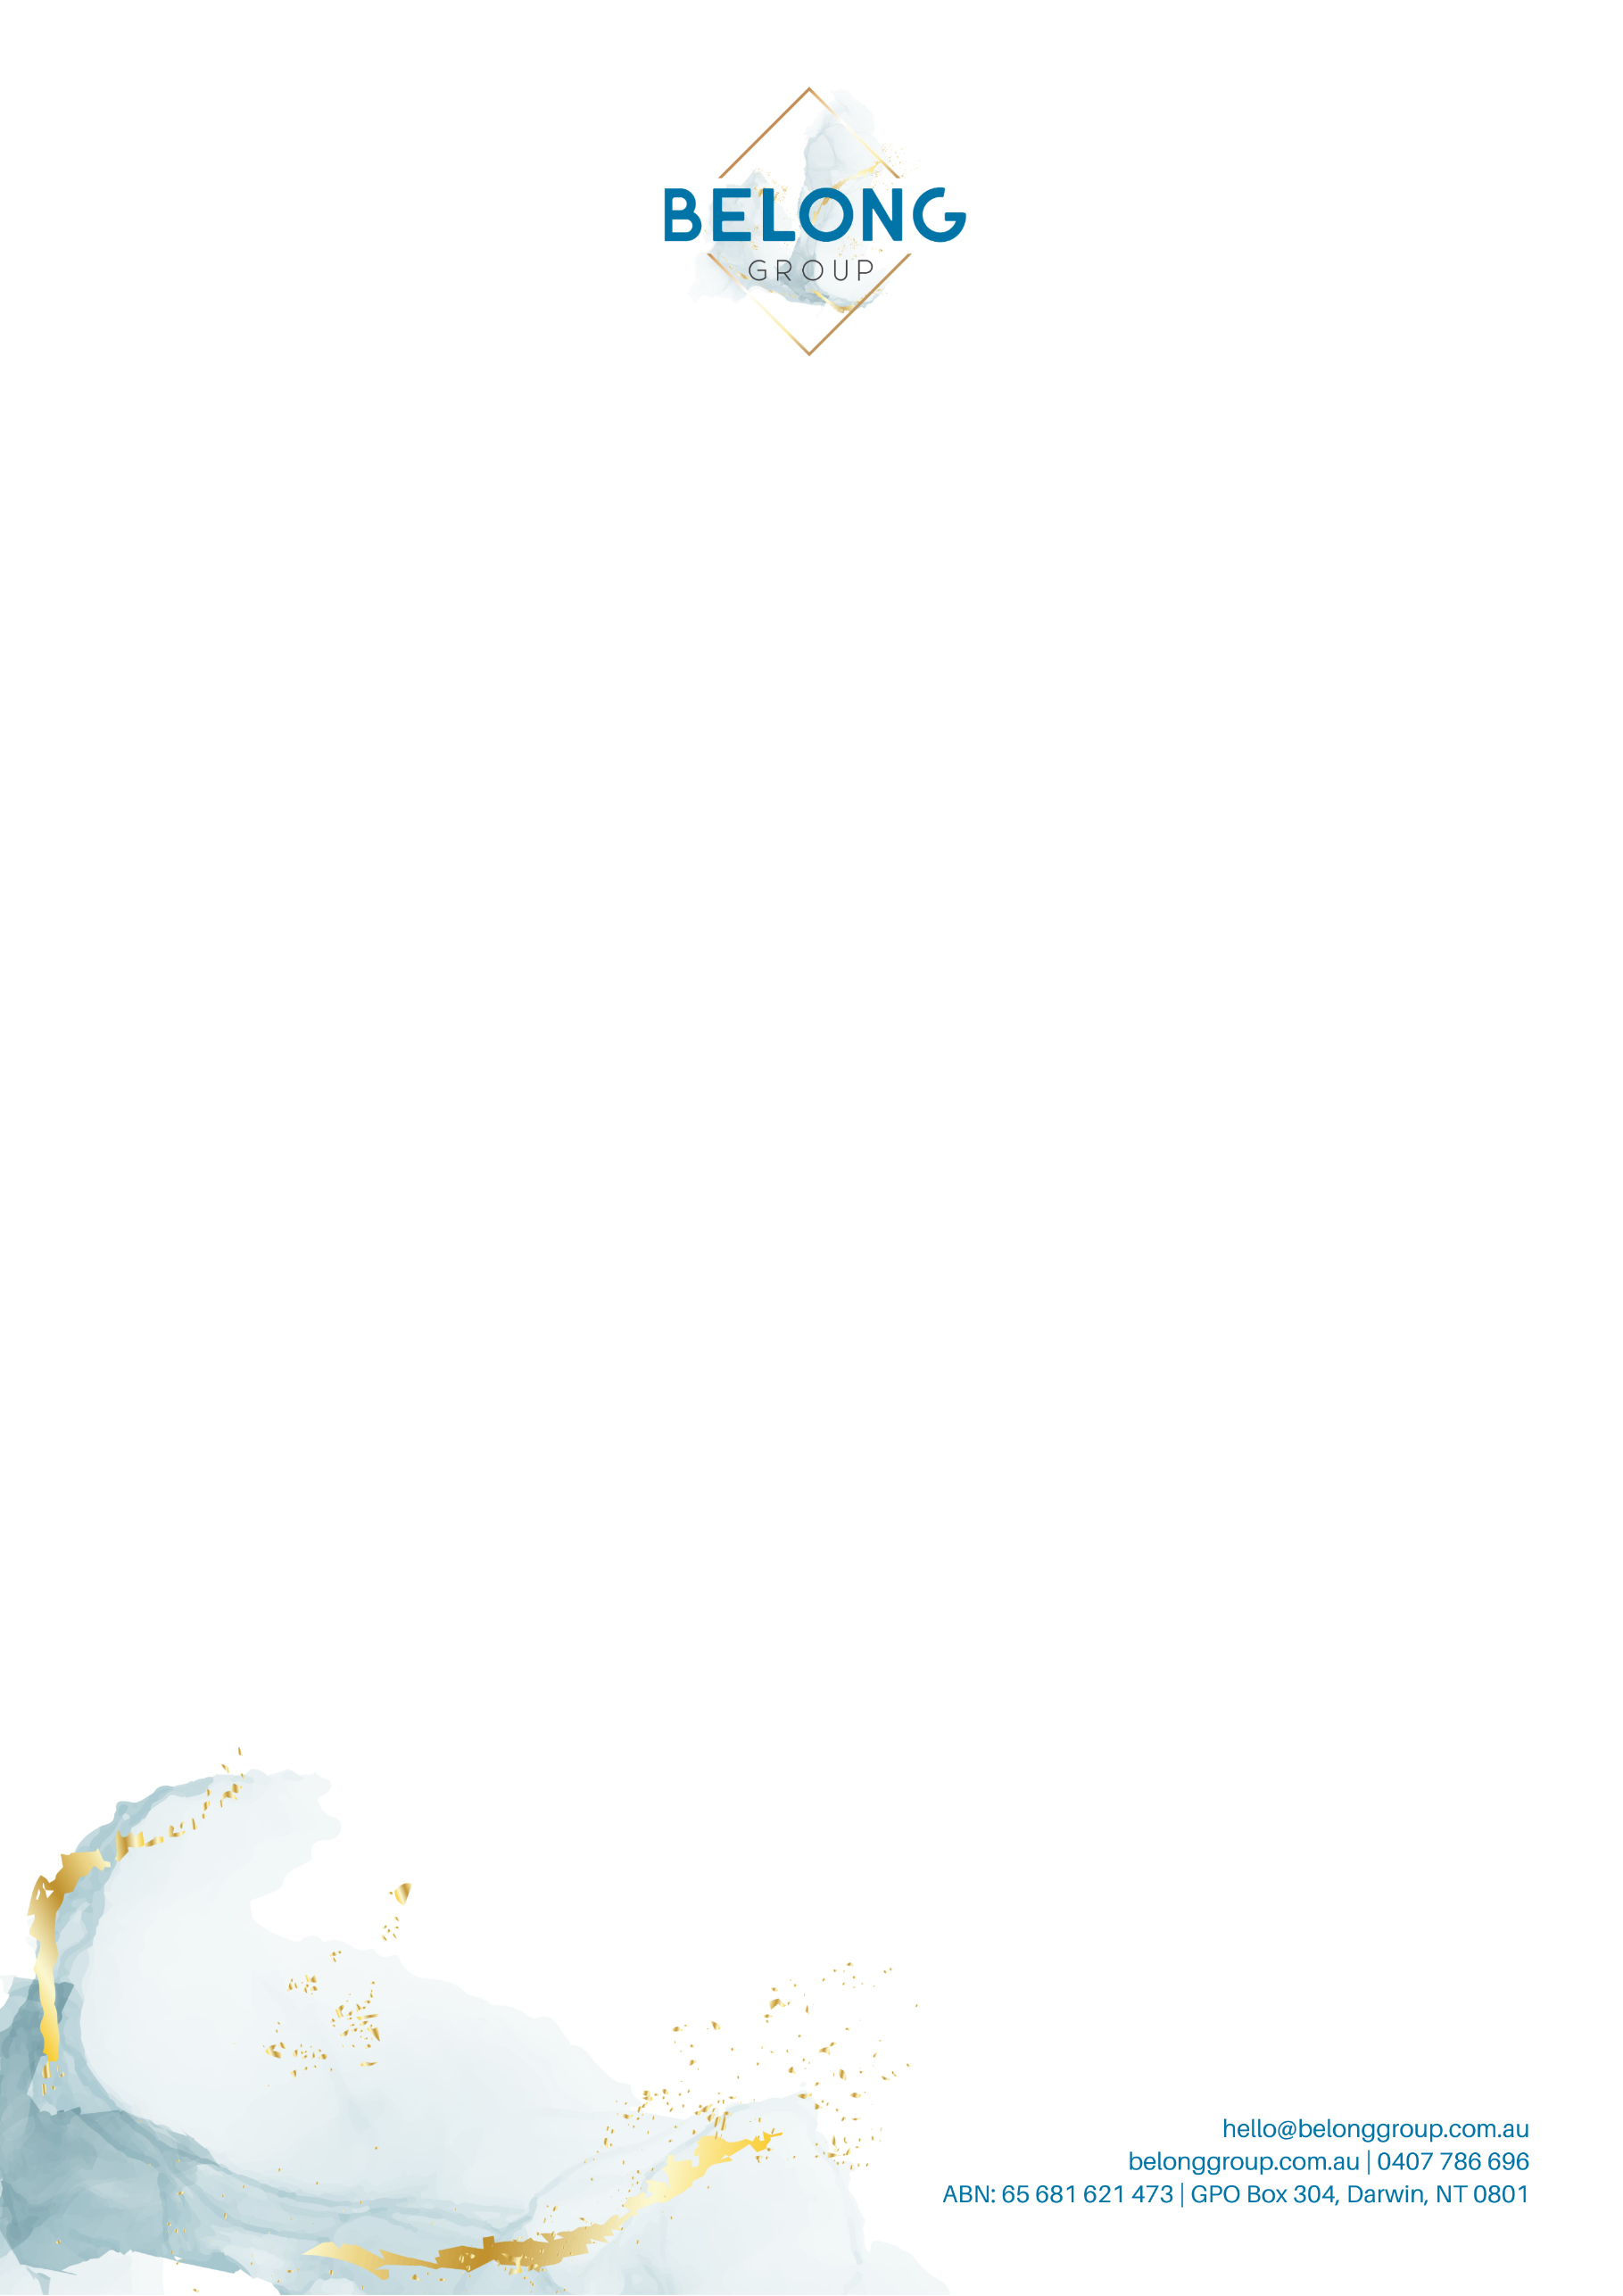 BELONG
GROUP
hello@belonggroup.com.au
belonggroup.com.au | 0407 786 696
ABN: 65 681 621 473 | GPO Box 304, Darwin, NT 0801